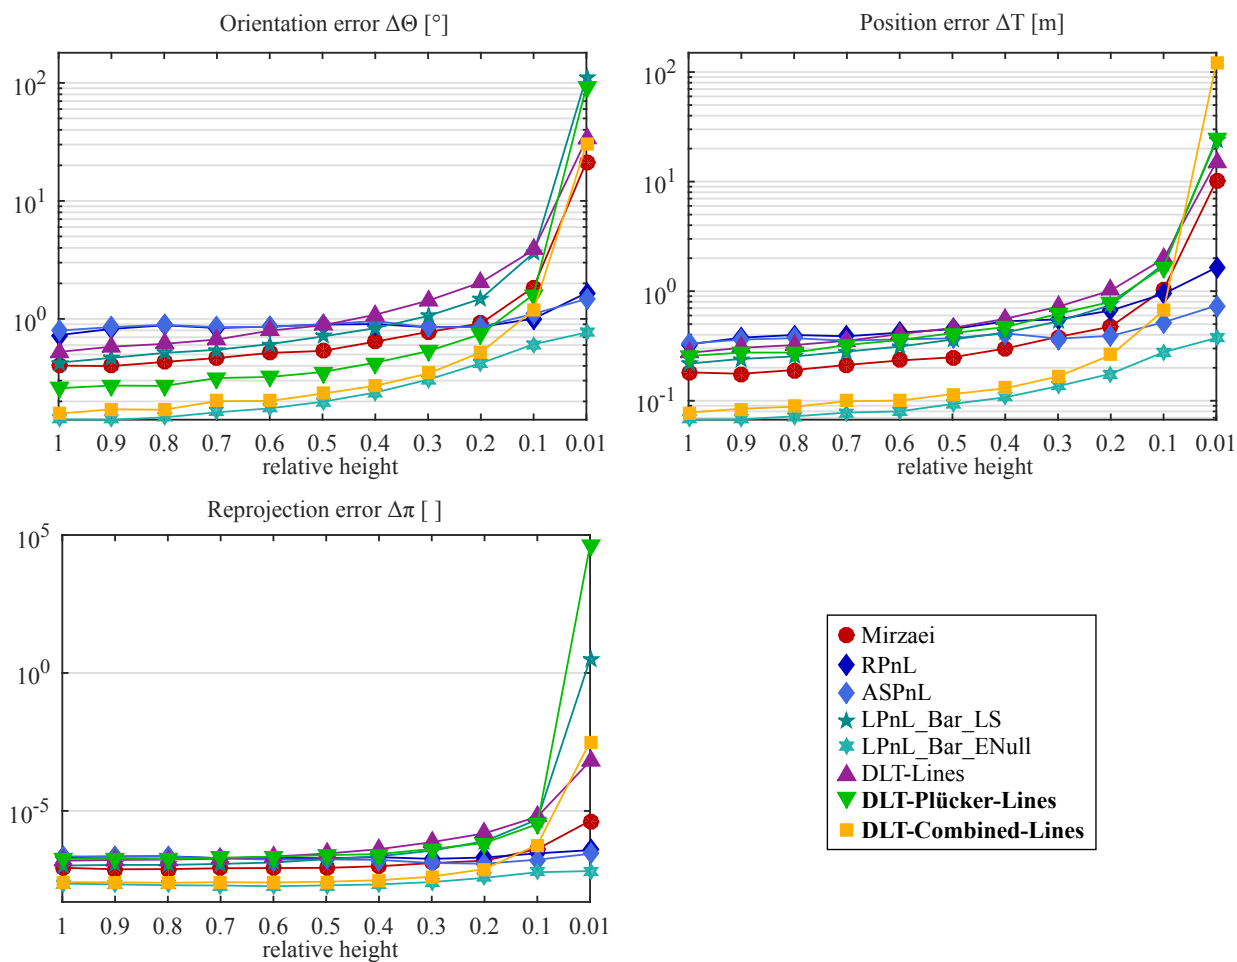 Orientation error ΔΘ [°]
10^2
10^1
10^0
1 0.9 0.8 0.7 0.6 0.5 0.4 0.3 0.2 0.1 0.01
relative height
Position error ΔT [m]
10^2
10^1
10^0
10^-1
1 0.9 0.8 0.7 0.6 0.5 0.4 0.3 0.2 0.1 0.01
relative height
Reprojection error Δπ [ ]
10^5
10^0
10^-5
1 0.9 0.8 0.7 0.6 0.5 0.4 0.3 0.2 0.1 0.01
relative height
Mirzaei
RPnL
ASPnL
LPnL_Bar_LS
LPnL_Bar_ENull
DLT-Lines
DLT-Plücker-Lines
DLT-Combined-Lines